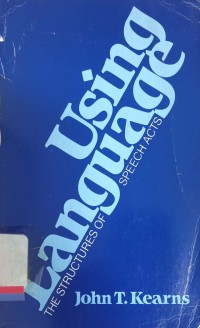 Using
Language
THE STRUCTURES OF
SPEECH ACTS
John T. Kearns